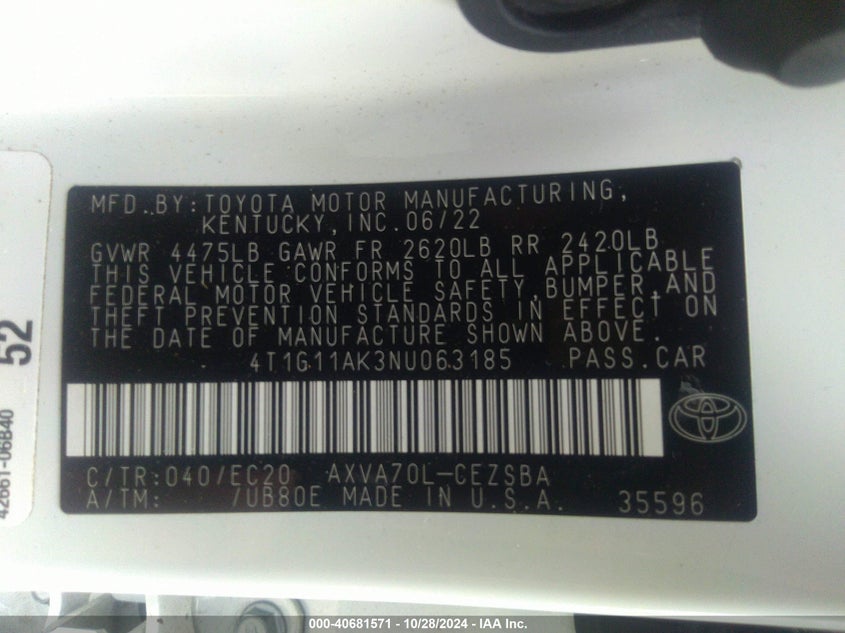 MFD.BY:TOYOTA MOTOR MANUFACTURING,
KENTUCKY,INC.06/22
GVWR 4475LB GAWR FR 2620LB RR 2420LB
THIS VEHICLE CONFORMS TO ALL APPLICABLE
FEDERAL MOTOR VEHICLE SAFETY,BUMPER,AND
THEFT PREVENTION STANDARDS IN EFFECT ON
THE DATE OF MANUFACTURE SHOWN ABOVE.
4T1G11AK3NU063185 PASS.CAR
C/TR:040/EC20 AXVA70L-CEZSBA
A/TM: /UB80E MADE IN U.S.A. 35596
52
42661-06B40
000-40681571 | 10/28/2024 - IAA Inc.